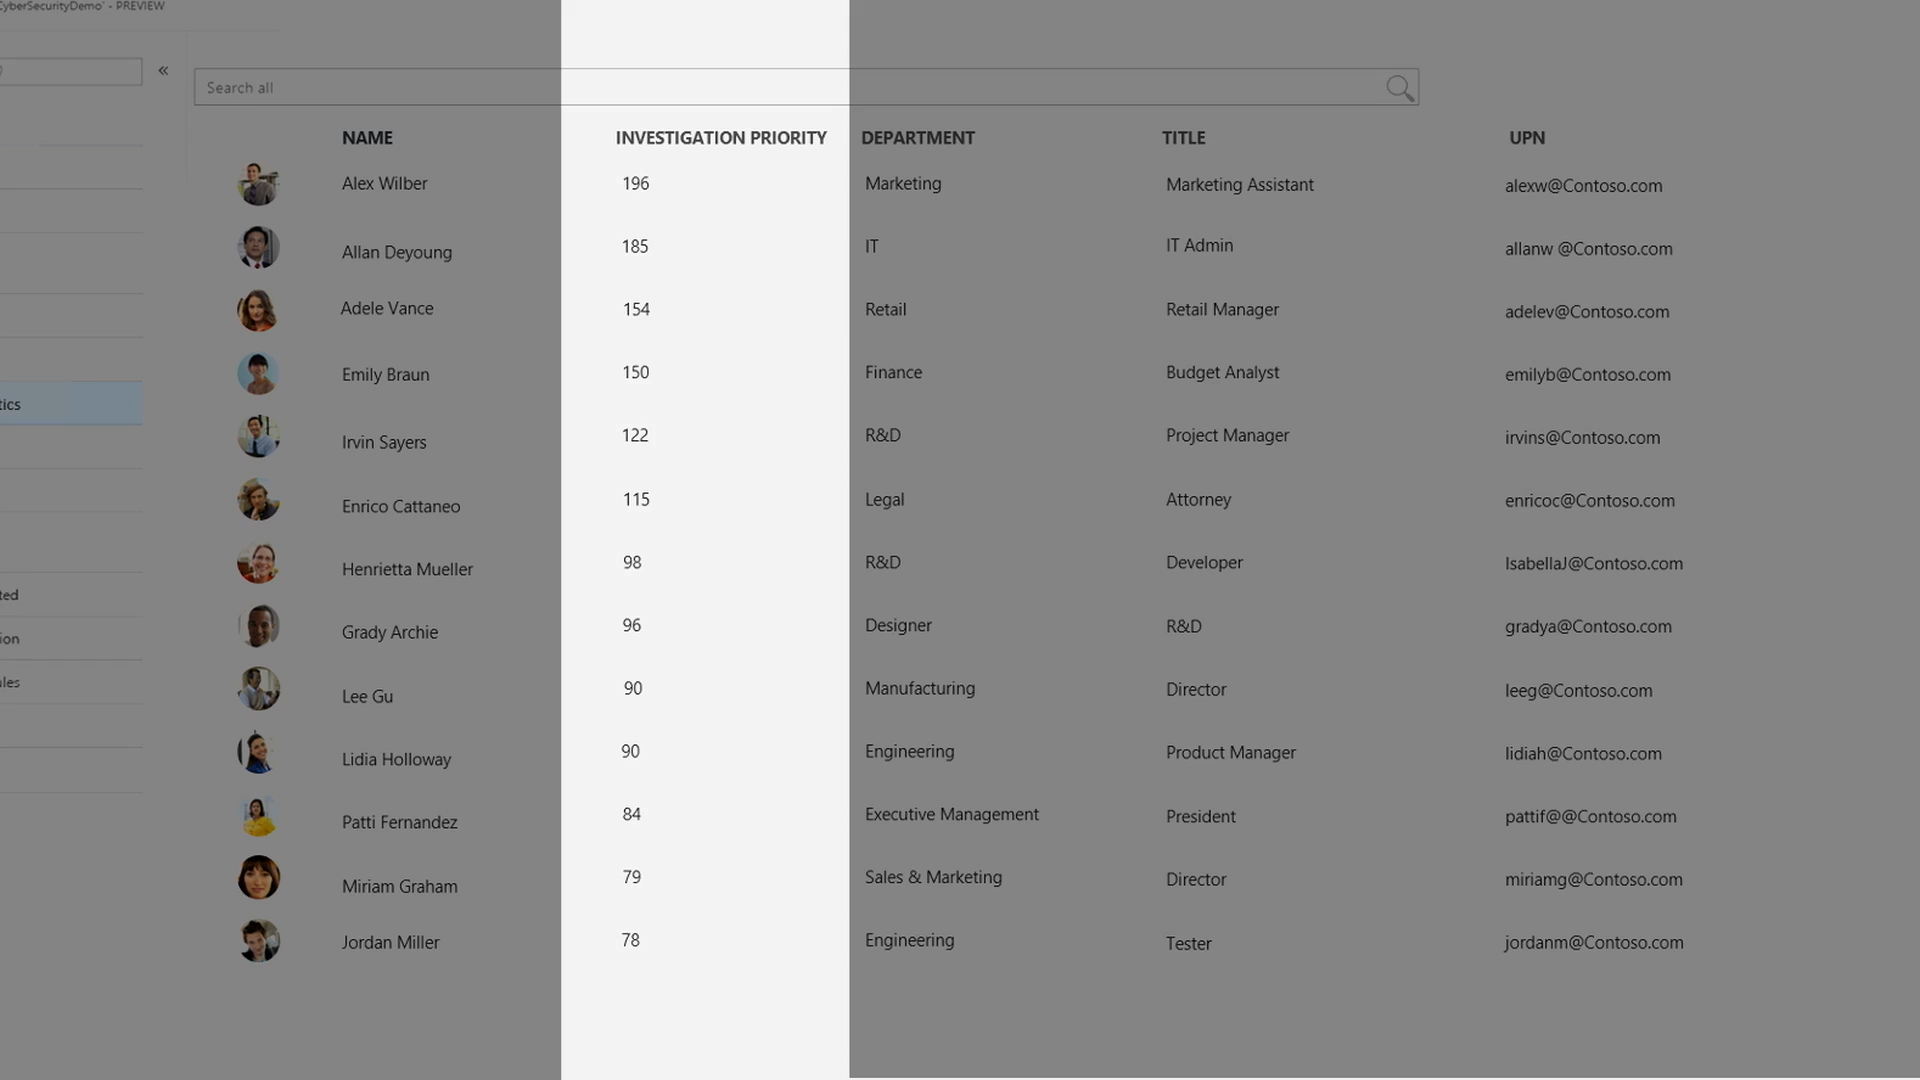 CyberSecurityDemo' - PREVIEW
«
Search all
NAME INVESTIGATION PRIORITY DEPARTMENT TITLE UPN
Alex Wilber 196 Marketing Marketing Assistant alexw@Contoso.com
Allan Deyoung 185 IT IT Admin allanw @Contoso.com
Adele Vance 154 Retail Retail Manager adelev@Contoso.com
Emily Braun 150 Finance Budget Analyst emilyb@Contoso.com
tics
Irvin Sayers 122 R&D Project Manager irvins@Contoso.com
Enrico Cattaneo 115 Legal Attorney enricoc@Contoso.com
Henrietta Mueller 98 R&D Developer IsabellaJ@Contoso.com
ted
Grady Archie 96 Designer R&D gradya@Contoso.com
ion
Lee Gu 90 Manufacturing Director leeg@Contoso.com
ules
Lidia Holloway 90 Engineering Product Manager lidiah@Contoso.com
Patti Fernandez 84 Executive Management President pattif@@Contoso.com
Miriam Graham 79 Sales & Marketing Director miriamg@Contoso.com
Jordan Miller 78 Engineering Tester jordanm@Contoso.com